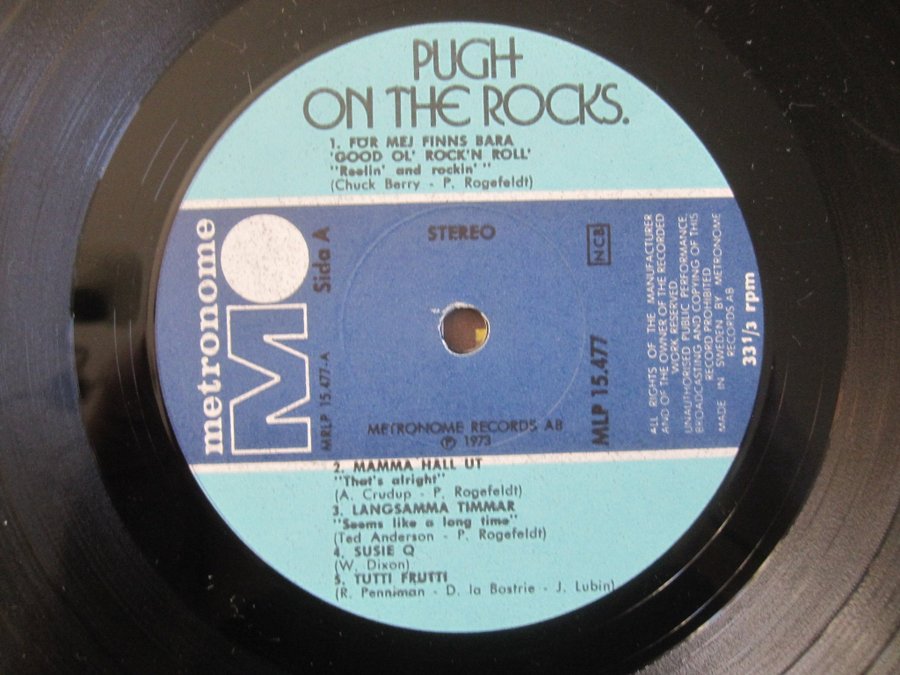 PUGH
ON THE ROCKS.
1. FÖR MEJ FINNS BARA
'GOOD OL' ROCK'N ROLL'
"Reelin' and rockin'"
(Chuck Berry - P. Rogefeldt)
metronome
M
Sida A
MRLP 15.477-A
STEREO
NCB
MLP 15.477
METRONOME RECORDS AB
℗ 1973
ALL RIGHTS OF THE MANUFACTURER
AND OF THE OWNER OF THE RECORDED
WORK RESERVED.
UNAUTHORISED PUBLIC PERFORMANCE,
BROADCASTING AND COPYING OF THIS
RECORD PROHIBITED
MADE IN SWEDEN BY METRONOME
RECORDS AB
33 1/3 rpm
2. MAMMA HALL UT
"That's alright"
(A. Crudup - P. Rogefeldt)
3. LANGSAMMA TIMMAR
"Seems like a long time"
(Ted Anderson - P. Rogefeldt)
4. SUSIE Q
(W. Dixon)
5. TUTTI FRUTTI
(R. Penniman - D. la Bostrie - J. Lubin)